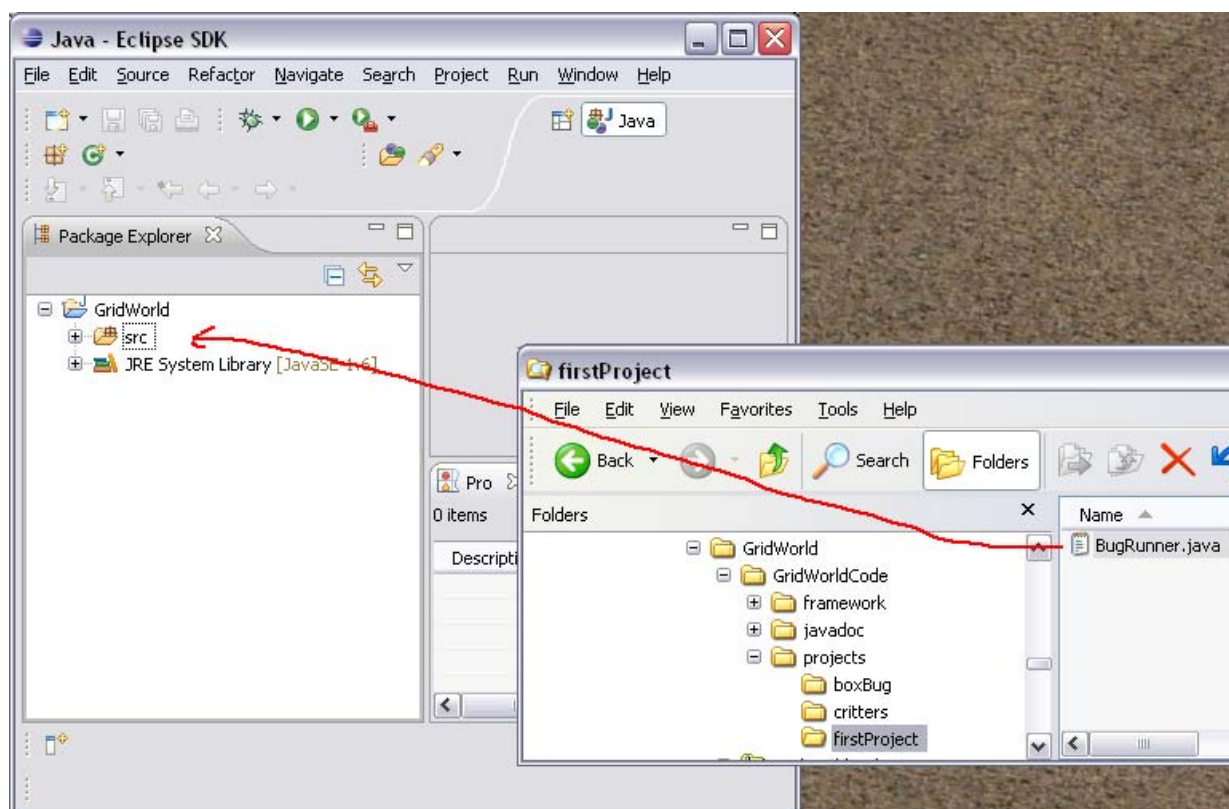 Java - Eclipse SDK
File Edit Source Refactor Navigate Search Project Run Window Help
Java
Package Explorer
GridWorld
src
JRE System Library [JavaSE-1.6]
Pro
0 items
Descripti
firstProject
File Edit View Favorites Tools Help
Back Search Folders
Folders
Name
GridWorld
BugRunner.java
GridWorldCode
framework
javadoc
projects
boxBug
critters
firstProject